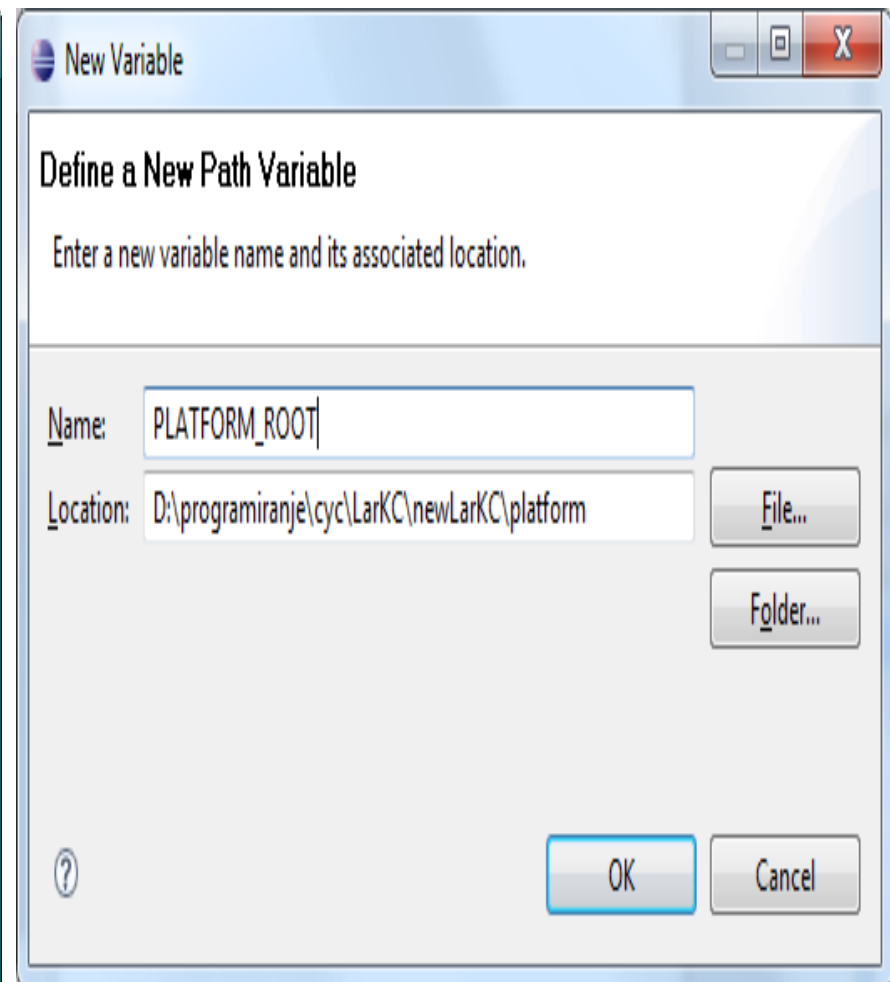 New Variable
Define a New Path Variable
Enter a new variable name and its associated location.
Name: PLATFORM_ROOT
Location: D:\programiranje\cyc\LarKC\newLarKC\platform File...
Folder...
? OK Cancel